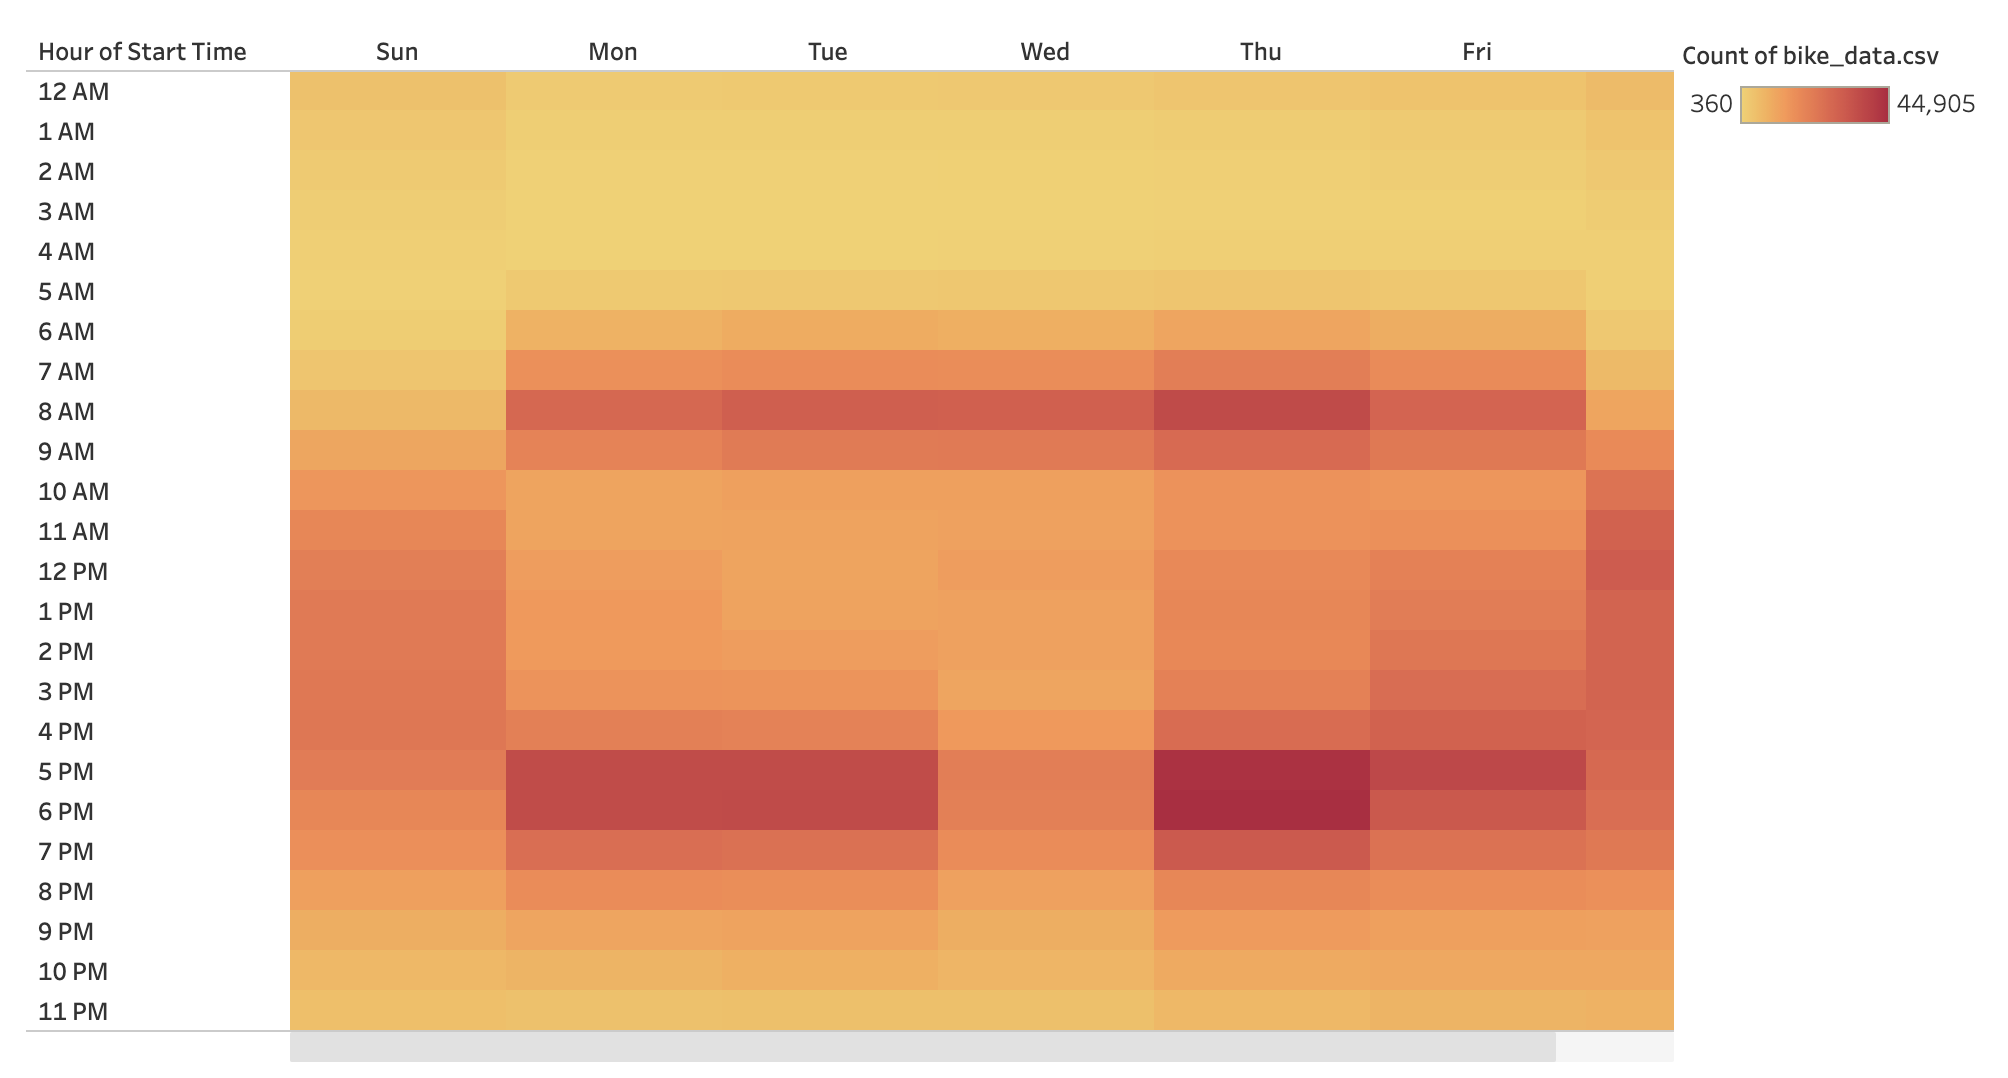 Hour of Start Time Sun Mon Tue Wed Thu Fri
Count of bike_data.csv
360 44,905
12 AM
1 AM
2 AM
3 AM
4 AM
5 AM
6 AM
7 AM
8 AM
9 AM
10 AM
11 AM
12 PM
1 PM
2 PM
3 PM
4 PM
5 PM
6 PM
7 PM
8 PM
9 PM
10 PM
11 PM